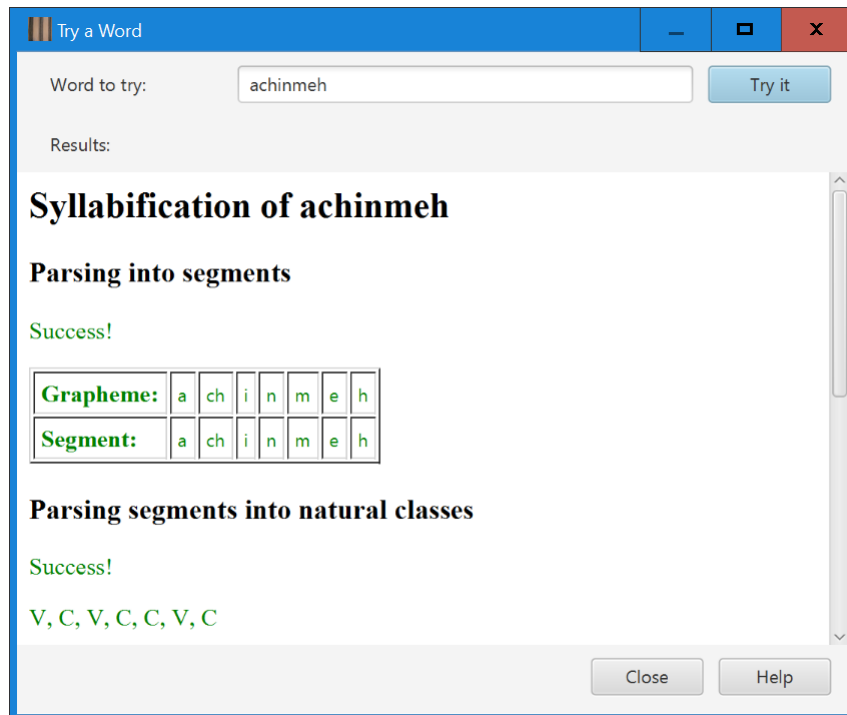 Try a Word
Word to try: achinmeh Try it
Results:
Syllabification of achinmeh
Parsing into segments
Success!
Grapheme: a ch i n m e h
Segment: a ch i n m e h
Parsing segments into natural classes
Success!
V, C, V, C, C, V, C
Close Help